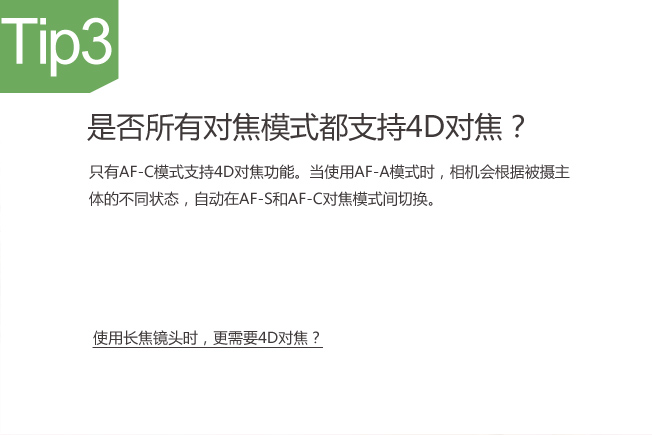 Tip3
是否所有对焦模式都支持4D对焦？
只有AF-C模式支持4D对焦功能。当使用AF-A模式时，相机会根据被摄主
体的不同状态，自动在AF-S和AF-C对焦模式间切换。
使用长焦镜头时，更需要4D对焦？